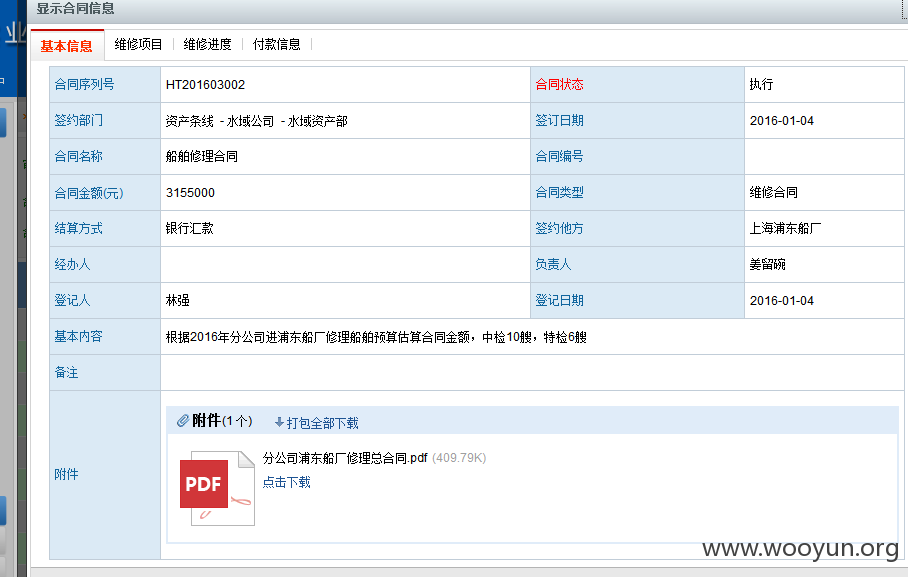 显示合同信息
业
基本信息 维修项目 维修进度 付款信息
合同序列号 HT201603002 合同状态 执行
签约部门 资产条线 - 水域公司 - 水域资产部 签订日期 2016-01-04
合同名称 船舶修理合同 合同编号
合同金额(元) 3155000 合同类型 维修合同
结算方式 银行汇款 签约他方 上海浦东船厂
经办人 负责人 姜留碗
登记人 林强 登记日期 2016-01-04
基本内容 根据2016年分公司进浦东船厂修理船舶预算估算合同金额，中检10艘，特检6艘
备注
附件(1个) 打包全部下载
分公司浦东船厂修理总合同.pdf (409.79K)
PDF
点击下载
附件
www.wooyun.org